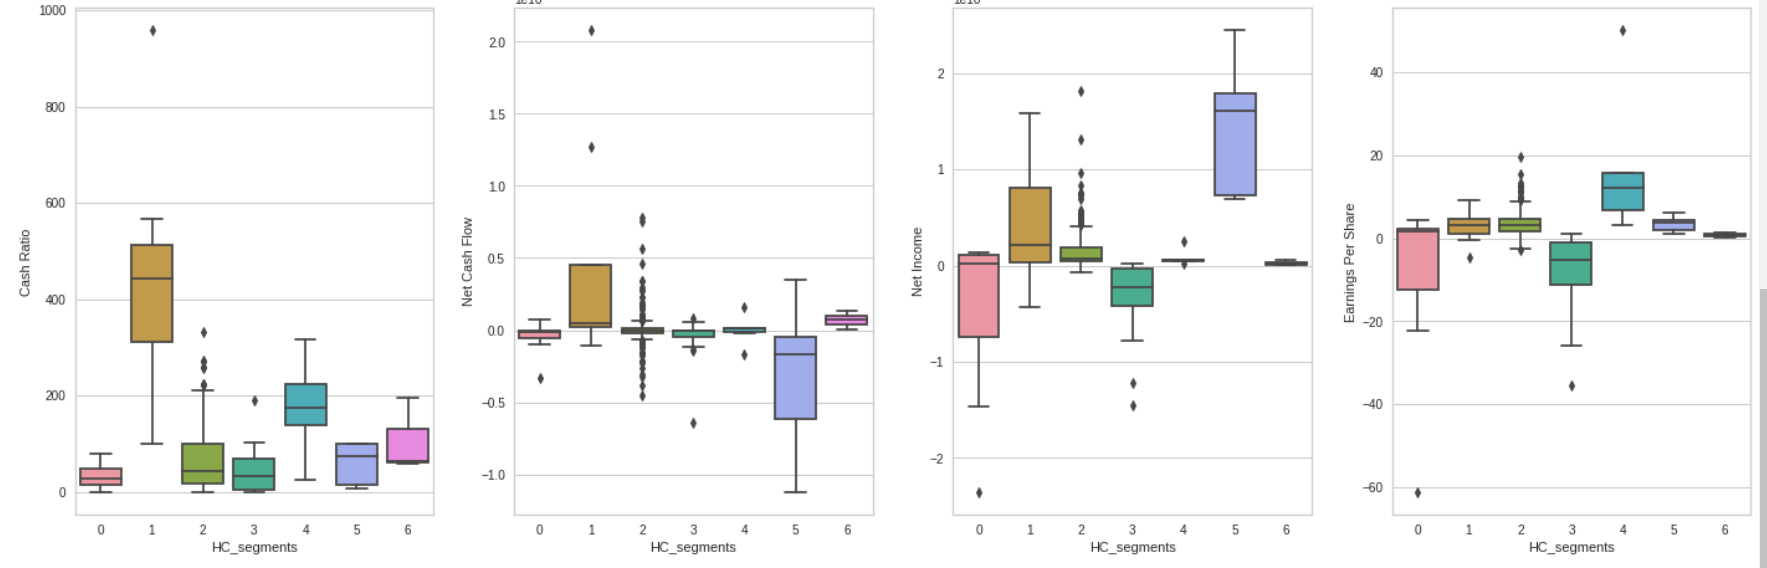 1000
800
600
400
200
0
Cash Ratio
0 1 2 3 4 5 6
HC_segments
1e10
2.0
1.5
1.0
0.5
0.0
−0.5
−1.0
Net Cash Flow
0 1 2 3 4 5 6
HC_segments
1e10
2
1
0
−1
−2
Net Income
0 1 2 3 4 5 6
HC_segments
40
20
0
−20
−40
−60
Earnings Per Share
0 1 2 3 4 5 6
HC_segments